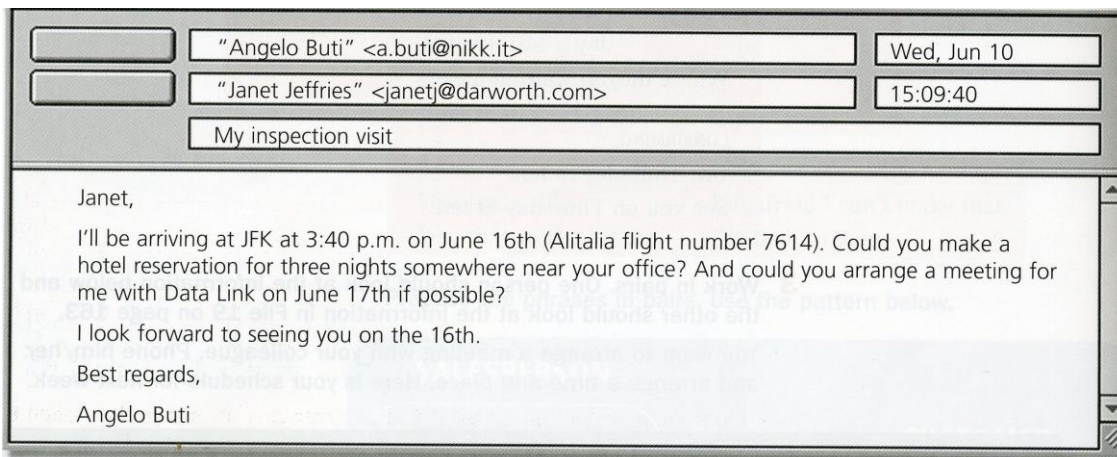 "Angelo Buti" <a.buti@nikk.it>
Wed, Jun 10
"Janet Jeffries" <janetj@darworth.com>
15:09:40
My inspection visit
Janet,
I'll be arriving at JFK at 3:40 p.m. on June 16th (Alitalia flight number 7614). Could you make a
hotel reservation for three nights somewhere near your office? And could you arrange a meeting for
me with Data Link on June 17th if possible?
I look forward to seeing you on the 16th.
Best regards,
Angelo Buti